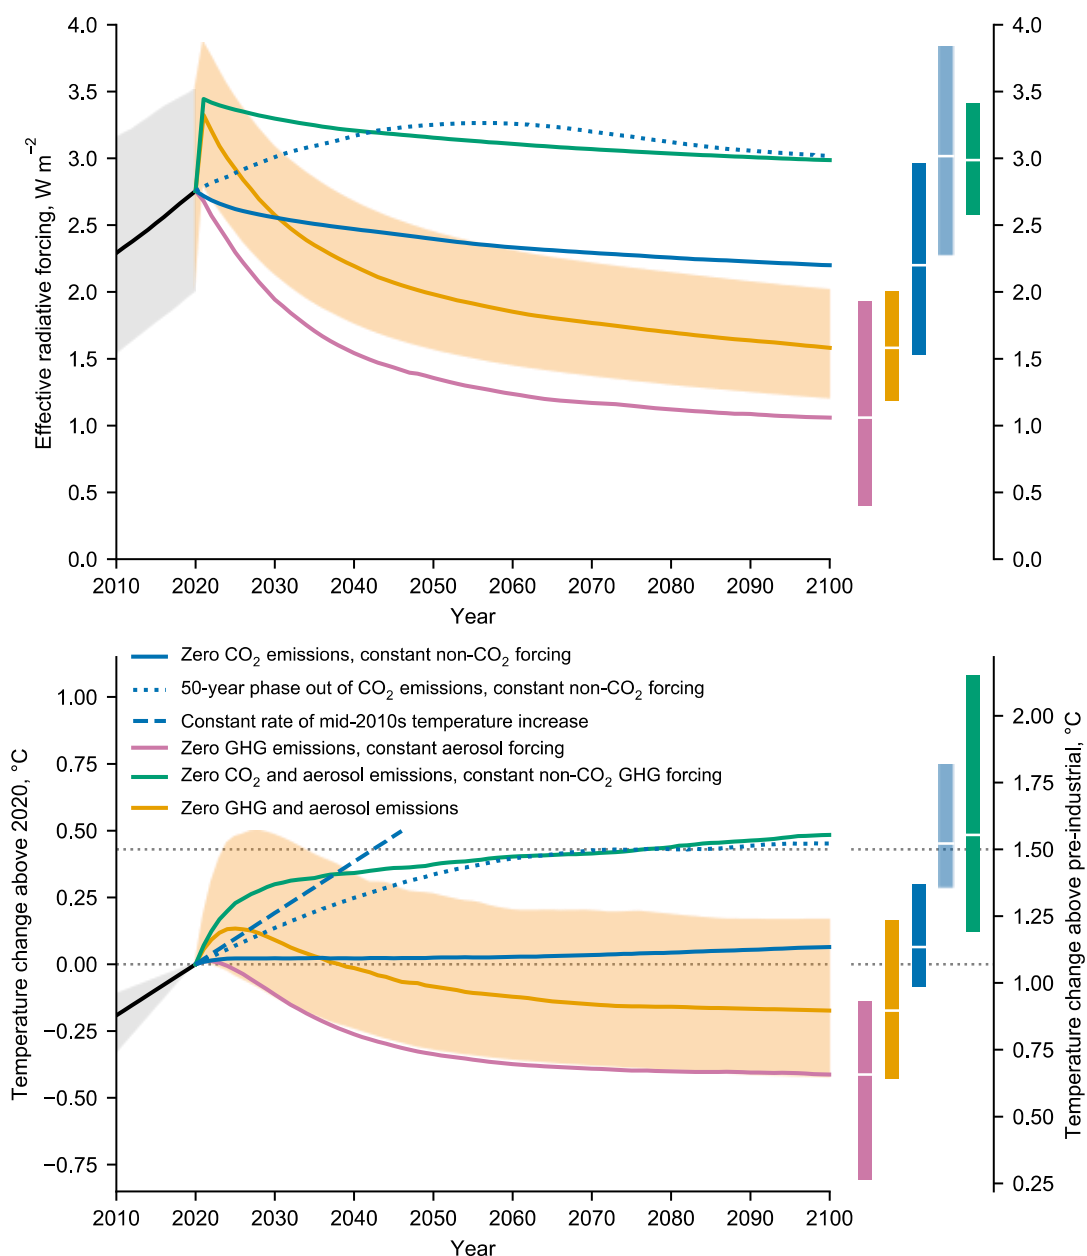 Effective radiative forcing, W m⁻²
4.0 4.0
3.5 3.5
3.0 3.0
2.5 2.5
2.0 2.0
1.5 1.5
1.0 1.0
0.5 0.5
0.0 0.0
2010 2020 2030 2040 2050 2060 2070 2080 2090 2100
Year
Zero CO₂ emissions, constant non-CO₂ forcing
50-year phase out of CO₂ emissions, constant non-CO₂ forcing
Constant rate of mid-2010s temperature increase
Zero GHG emissions, constant aerosol forcing
Zero CO₂ and aerosol emissions, constant non-CO₂ GHG forcing
Zero GHG and aerosol emissions
Temperature change above 2020, °C
1.00
0.75
0.50
0.25
0.00
−0.25
−0.50
−0.75
Temperature change above pre-industrial, °C
2.00
1.75
1.50
1.25
1.00
0.75
0.50
0.25
2010 2020 2030 2040 2050 2060 2070 2080 2090 2100
Year